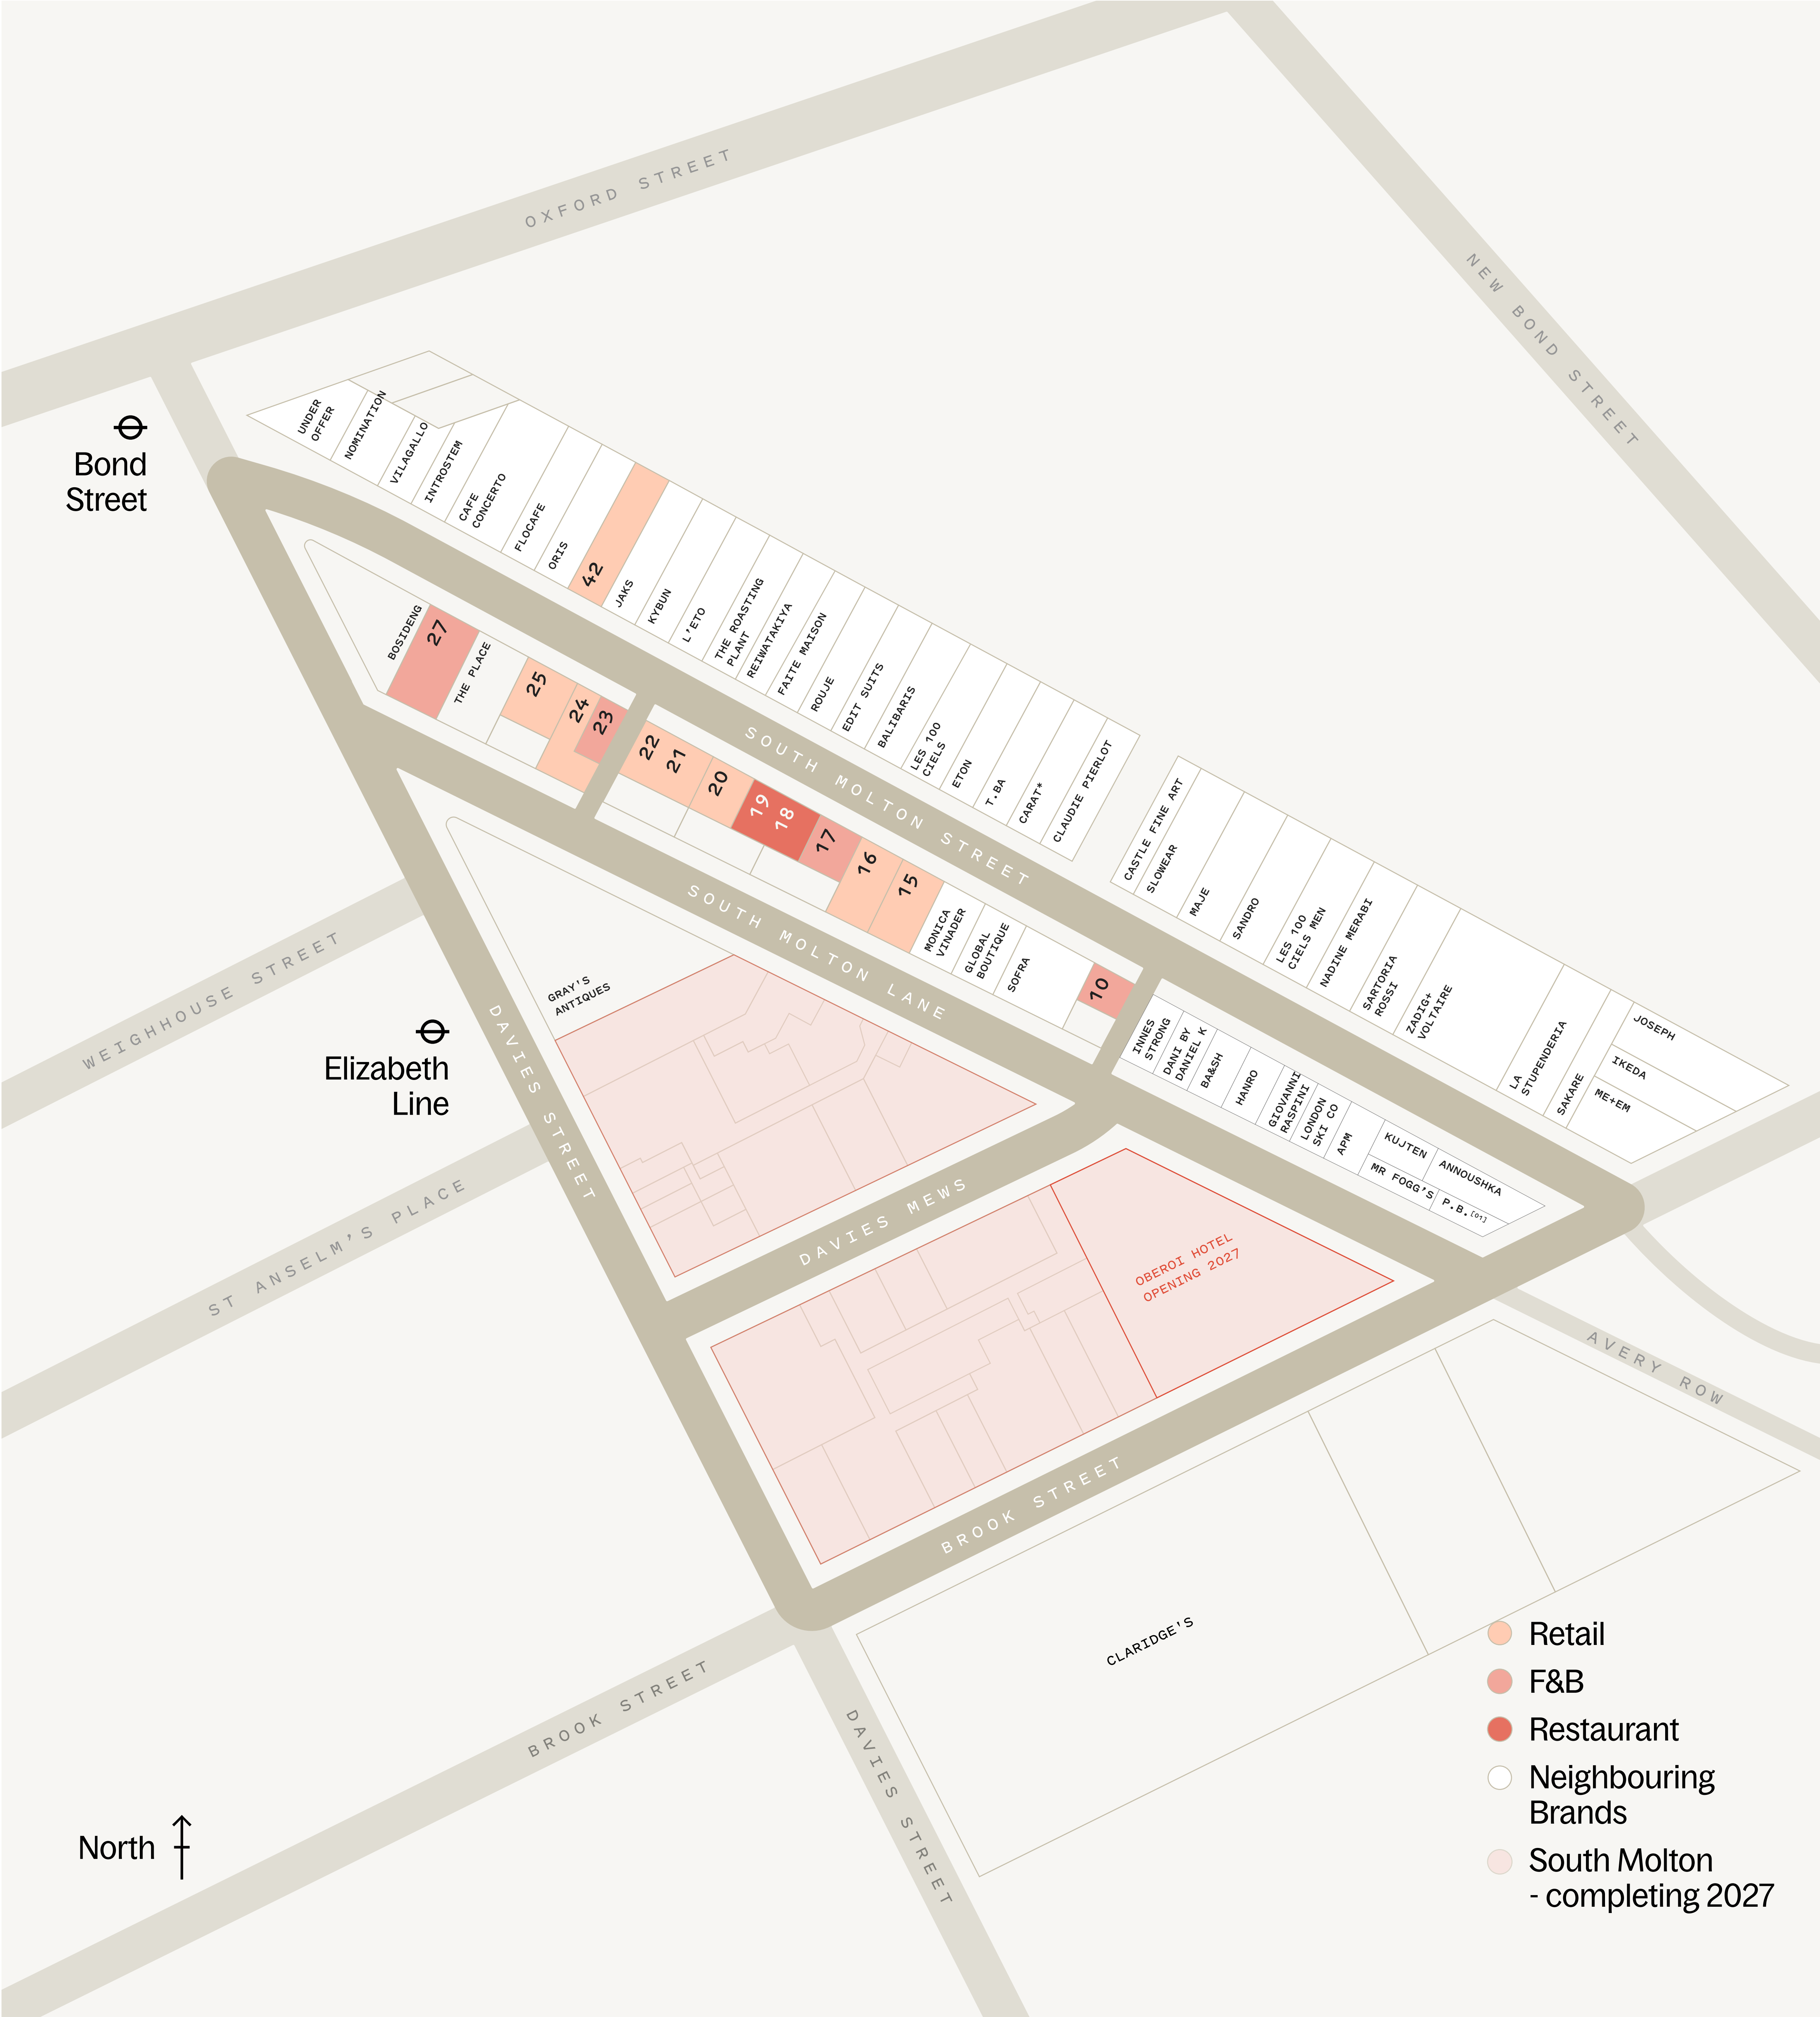 OXFORD STREET
NEW BOND STREET
Bond
Street
UNDER
OFFER
NOMINATION
VILAGALLO
INTROSTEM
CAFE
CONCERTO
FLOCAFE
ORIS
42
JAKS
KYBUN
L'ETO
THE ROASTING
PLANT
REIWATAKIYA
FAITE MAISON
ROUJE
EDIT SUITS
BALIBARIS
LES 100
CIELS
ETON
T.BA
CARAT*
CLAUDIE PIERLOT
CASTLE FINE ART
SLOWEAR
MAJE
SANDRO
LES 100
CIELS MEN
NADINE MERABI
SARTORIA
ROSSI
ZADIG+
VOLTAIRE
LA
STUPENDERIA
SAKARE
JOSEPH
IKEDA
ME+EM
BOSIDENG
27
THE PLACE
25
24
23
22
21
20
19
18
17
16
15
MONICA
VINADER
GLOBAL
BOUTIQUE
SOFRA
10
INNES
STRONG
DANI BY
DANIEL K
BA&SH
HANRO
GIOVANNI
RASPINI
LONDON
SKI CO
APM
KUJTEN
ANNOUSHKA
MR FOGG'S
P.B.[01]
SOUTH MOLTON STREET
SOUTH MOLTON LANE
GRAY'S
ANTIQUES
WEIGHHOUSE STREET
Elizabeth
Line
DAVIES STREET
ST ANSELM'S PLACE
DAVIES MEWS
OBEROI HOTEL
OPENING 2027
AVERY ROW
BROOK STREET
CLARIDGE'S
BROOK STREET
DAVIES STREET
North
Retail
F&B
Restaurant
Neighbouring
Brands
South Molton
- completing 2027